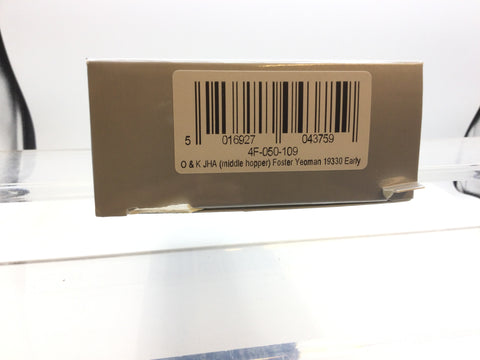 5 016927 043759
4F-050-109
O & K JHA (middle hopper) Foster Yeoman 19330 Early